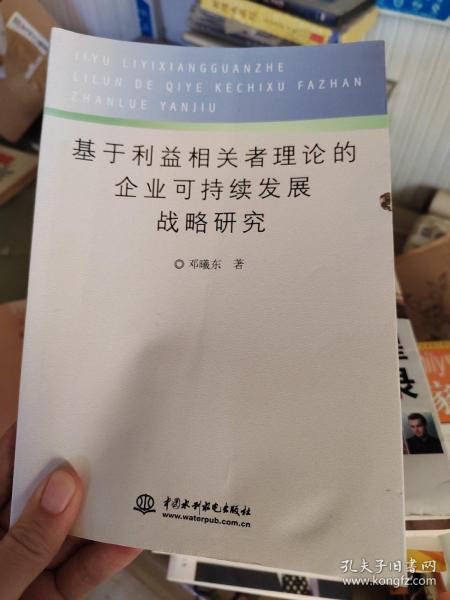 JIYU LIYIXIANGGUANZHE
LILUN DE QIYE KECHIXU FAZHAN
ZHANLUE YANJIU
基于利益相关者理论的
企业可持续发展
战略研究
◎ 邓曦东 著
中国水利水电出版社
www.waterpub.com.cn
孔夫子旧书网
www.kongfz.com